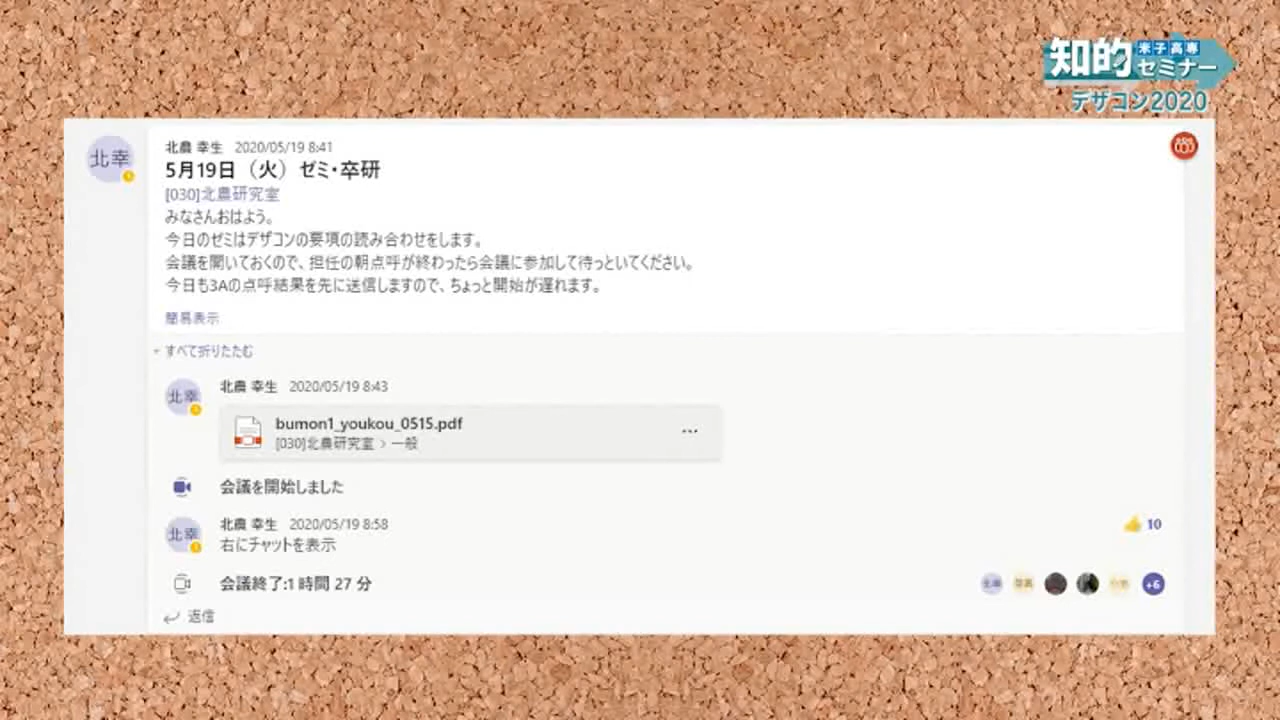 知的 米子高専 セミナー
デザコン2020
北幸
北農 幸生 2020/05/19 8:41
5月19日（火）ゼミ・卒研
[030]北農研究室
みなさんおはよう。
今日のゼミはデザコンの要項の読み合わせをします。
会議を開いておくので、担任の朝点呼が終わったら会議に参加して待っといてください。
今日も3Aの点呼結果を先に送信しますので、ちょっと開始が遅れます。
簡易表示
すべて折りたたむ
北幸
北農 幸生 2020/05/19 8:43
bumon1_youkou_0515.pdf
[030]北農研究室 > 一般
会議を開始しました
北幸
北農 幸生 2020/05/19 8:58
10
右にチャットを表示
会議終了:1 時間 27 分
+6
返信